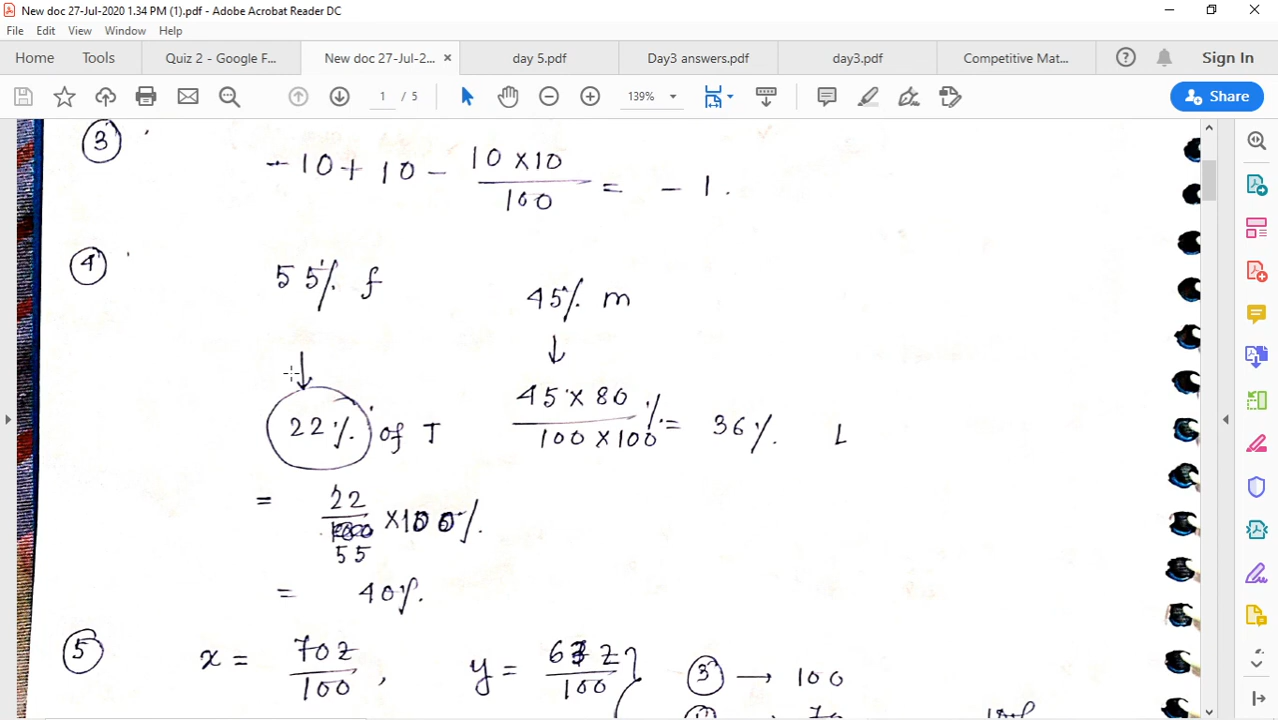 New doc 27-Jul-2020 1.34 PM (1).pdf - Adobe Acrobat Reader DC
File Edit View Window Help
Home Tools Quiz 2 - Google F... New doc 27-Jul-2... × day 5.pdf Day3 answers.pdf day3.pdf Competitive Mat... Sign In
1 / 5 139% Share
3
- 10 + 10 - 10 × 10
100
= - 1 .
4
55% f
45% m
↓ ↓
22% of T
45 × 80 %
100 × 100
= 36% L
= 22
55
× 100%
= 40%
5
x = 70z
100 ,
y = 63 z
100
3 → 100